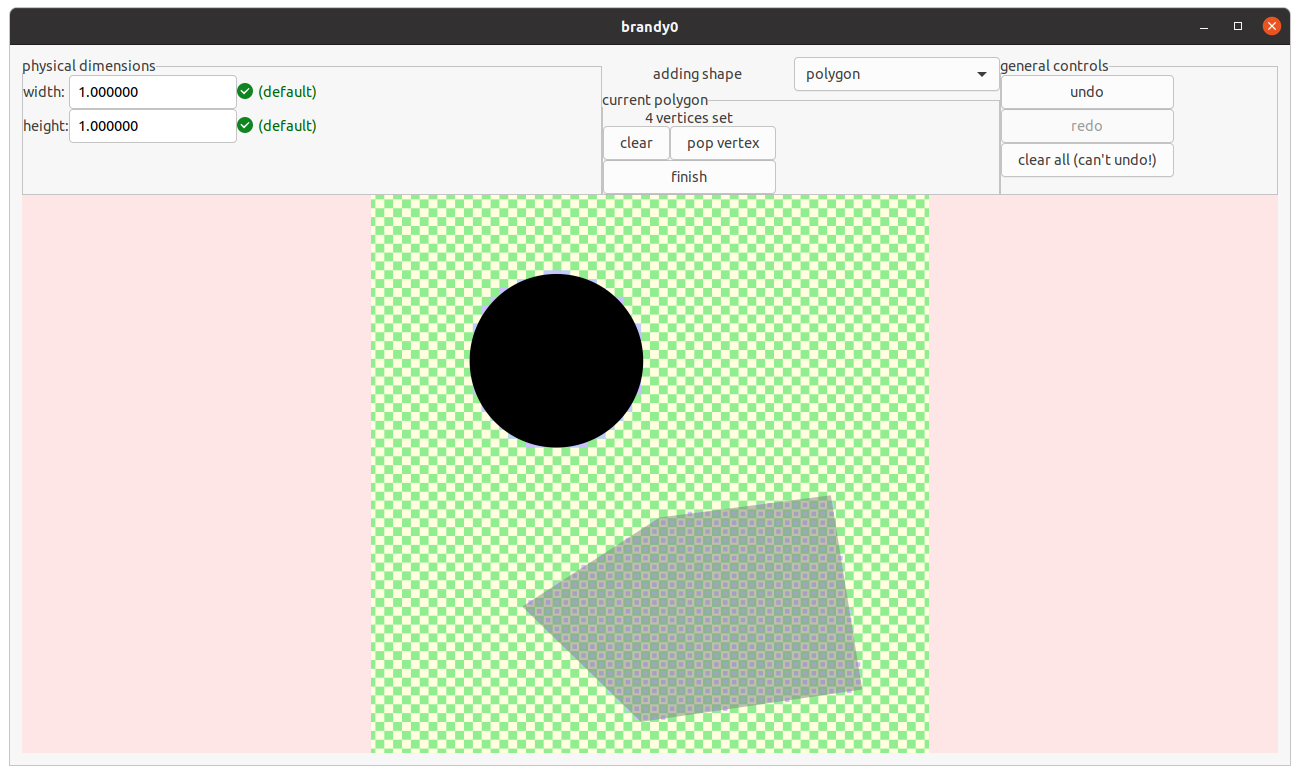 brandy0
physical dimensions
width: 1.000000 (default)
height: 1.000000 (default)
adding shape polygon
current polygon
4 vertices set
clear pop vertex
finish
general controls
undo
redo
clear all (can't undo!)